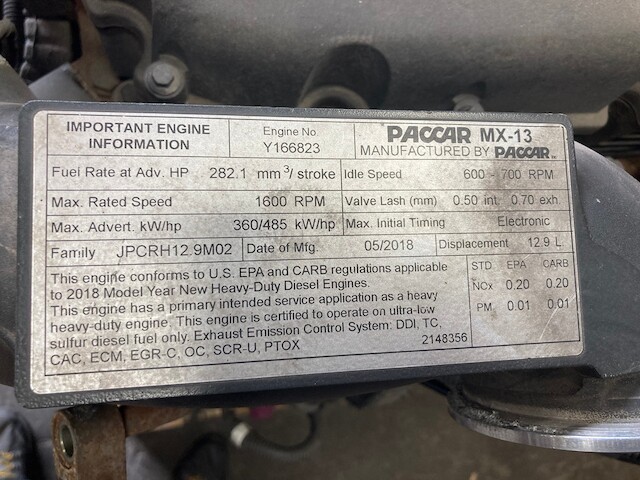 IMPORTANT ENGINE INFORMATION
Engine No
Y166823
PACCAR MX-13
MANUFACTURED BY PACCAR
Fuel Rate at Adv. HP 282.1 mm³/ stroke
Idle Speed 600 - 700 RPM
Max. Rated Speed 1600 RPM
Valve Lash (mm) 0.50 int. 0.70 exh.
Max. Advert. kW/hp 360/485 kW/hp
Max. Initial Timing Electronic
Family JPCRH12.9M02
Date of Mfg. 05/2018
Displacement 12.9 L
This engine conforms to U.S. EPA and CARB regulations applicable
to 2018 Model Year New Heavy-Duty Diesel Engines.
This engine has a primary intended service application as a heavy
heavy-duty engine. This engine is certified to operate on ultra-low
sulfur diesel fuel only. Exhaust Emission Control System: DDI, TC,
CAC, ECM, EGR-C, OC, SCR-U, PTOX
2148356
STD EPA CARB
NOx 0.20 0.20
PM 0.01 0.01